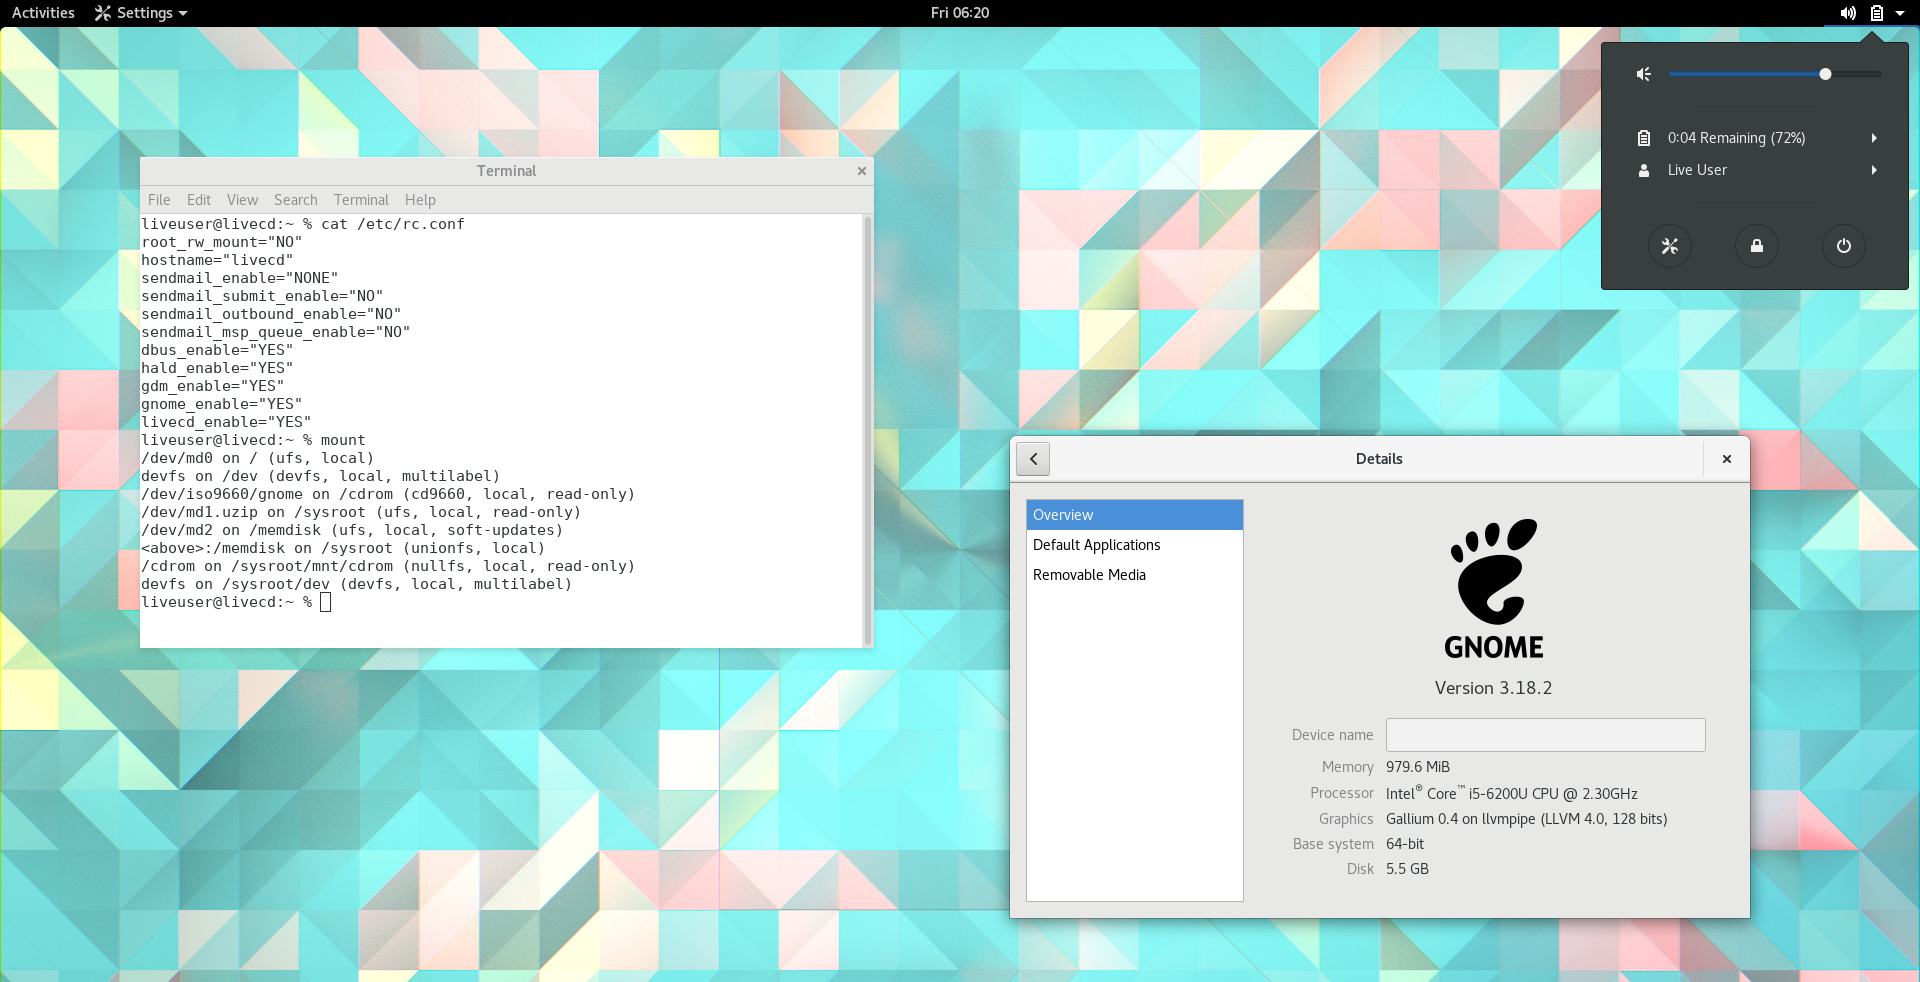 Activities Settings Fri 06:20
0:04 Remaining (72%)
Live User
Terminal
File Edit View Search Terminal Help
liveuser@livecd:~ % cat /etc/rc.conf
root_rw_mount="NO"
hostname="livecd"
sendmail_enable="NONE"
sendmail_submit_enable="NO"
sendmail_outbound_enable="NO"
sendmail_msp_queue_enable="NO"
dbus_enable="YES"
hald_enable="YES"
gdm_enable="YES"
gnome_enable="YES"
livecd_enable="YES"
liveuser@livecd:~ % mount
/dev/md0 on / (ufs, local)
devfs on /dev (devfs, local, multilabel)
/dev/iso9660/gnome on /cdrom (cd9660, local, read-only)
/dev/md1.uzip on /sysroot (ufs, local, read-only)
/dev/md2 on /memdisk (ufs, local, soft-updates)
<above>:/memdisk on /sysroot (unionfs, local)
/cdrom on /sysroot/mnt/cdrom (nullfs, local, read-only)
devfs on /sysroot/dev (devfs, local, multilabel)
liveuser@livecd:~ %
Details
Overview
Default Applications
Removable Media
GNOME
Version 3.18.2
Device name
Memory 979.6 MiB
Processor Intel® Core™ i5-6200U CPU @ 2.30GHz
Graphics Gallium 0.4 on llvmpipe (LLVM 4.0, 128 bits)
Base system 64-bit
Disk 5.5 GB